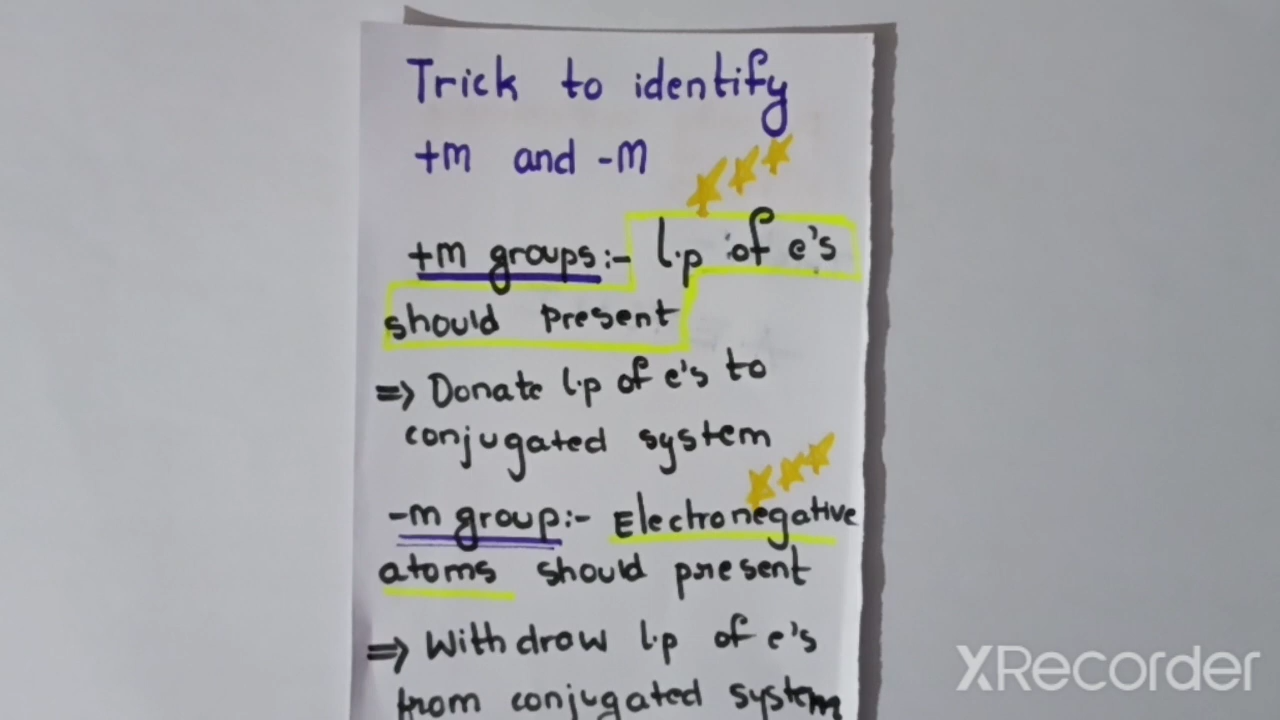 Trick to identify
+m and -M
+m groups:- l.p of e's
should present
=> Donate l.p of e's to
conjugated system
-m group:- Electronegative
atoms should present
=> Withdrow l.p of e's
from conjugated system
XRecorder